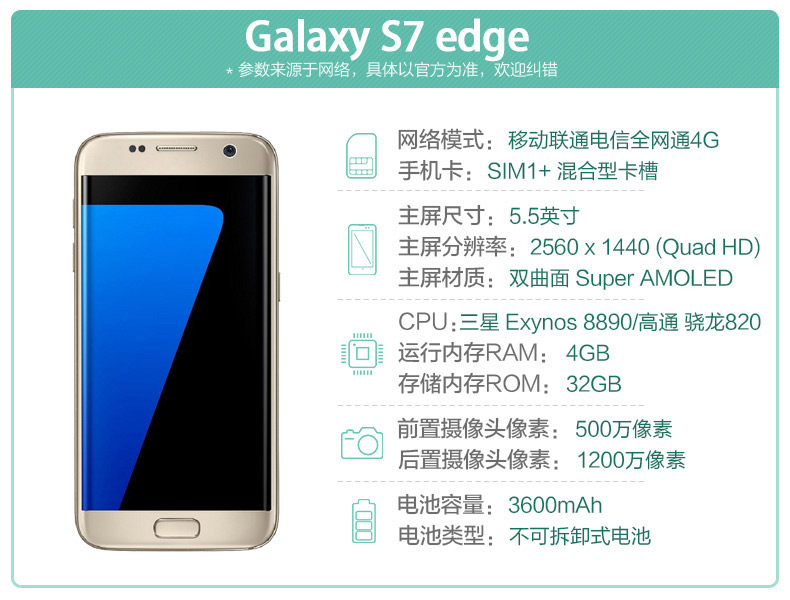 Galaxy S7 edge
* 参数来源于网络，具体以官方为准，欢迎纠错
网络模式：移动联通电信全网通4G
手机卡：SIM1+ 混合型卡槽
主屏尺寸：5.5英寸
主屏分辨率：2560 x 1440 (Quad HD)
主屏材质：双曲面 Super AMOLED
CPU：三星 Exynos 8890/高通 骁龙820
运行内存RAM：4GB
存储内存ROM：32GB
前置摄像头像素：500万像素
后置摄像头像素：1200万像素
电池容量：3600mAh
电池类型：不可拆卸式电池